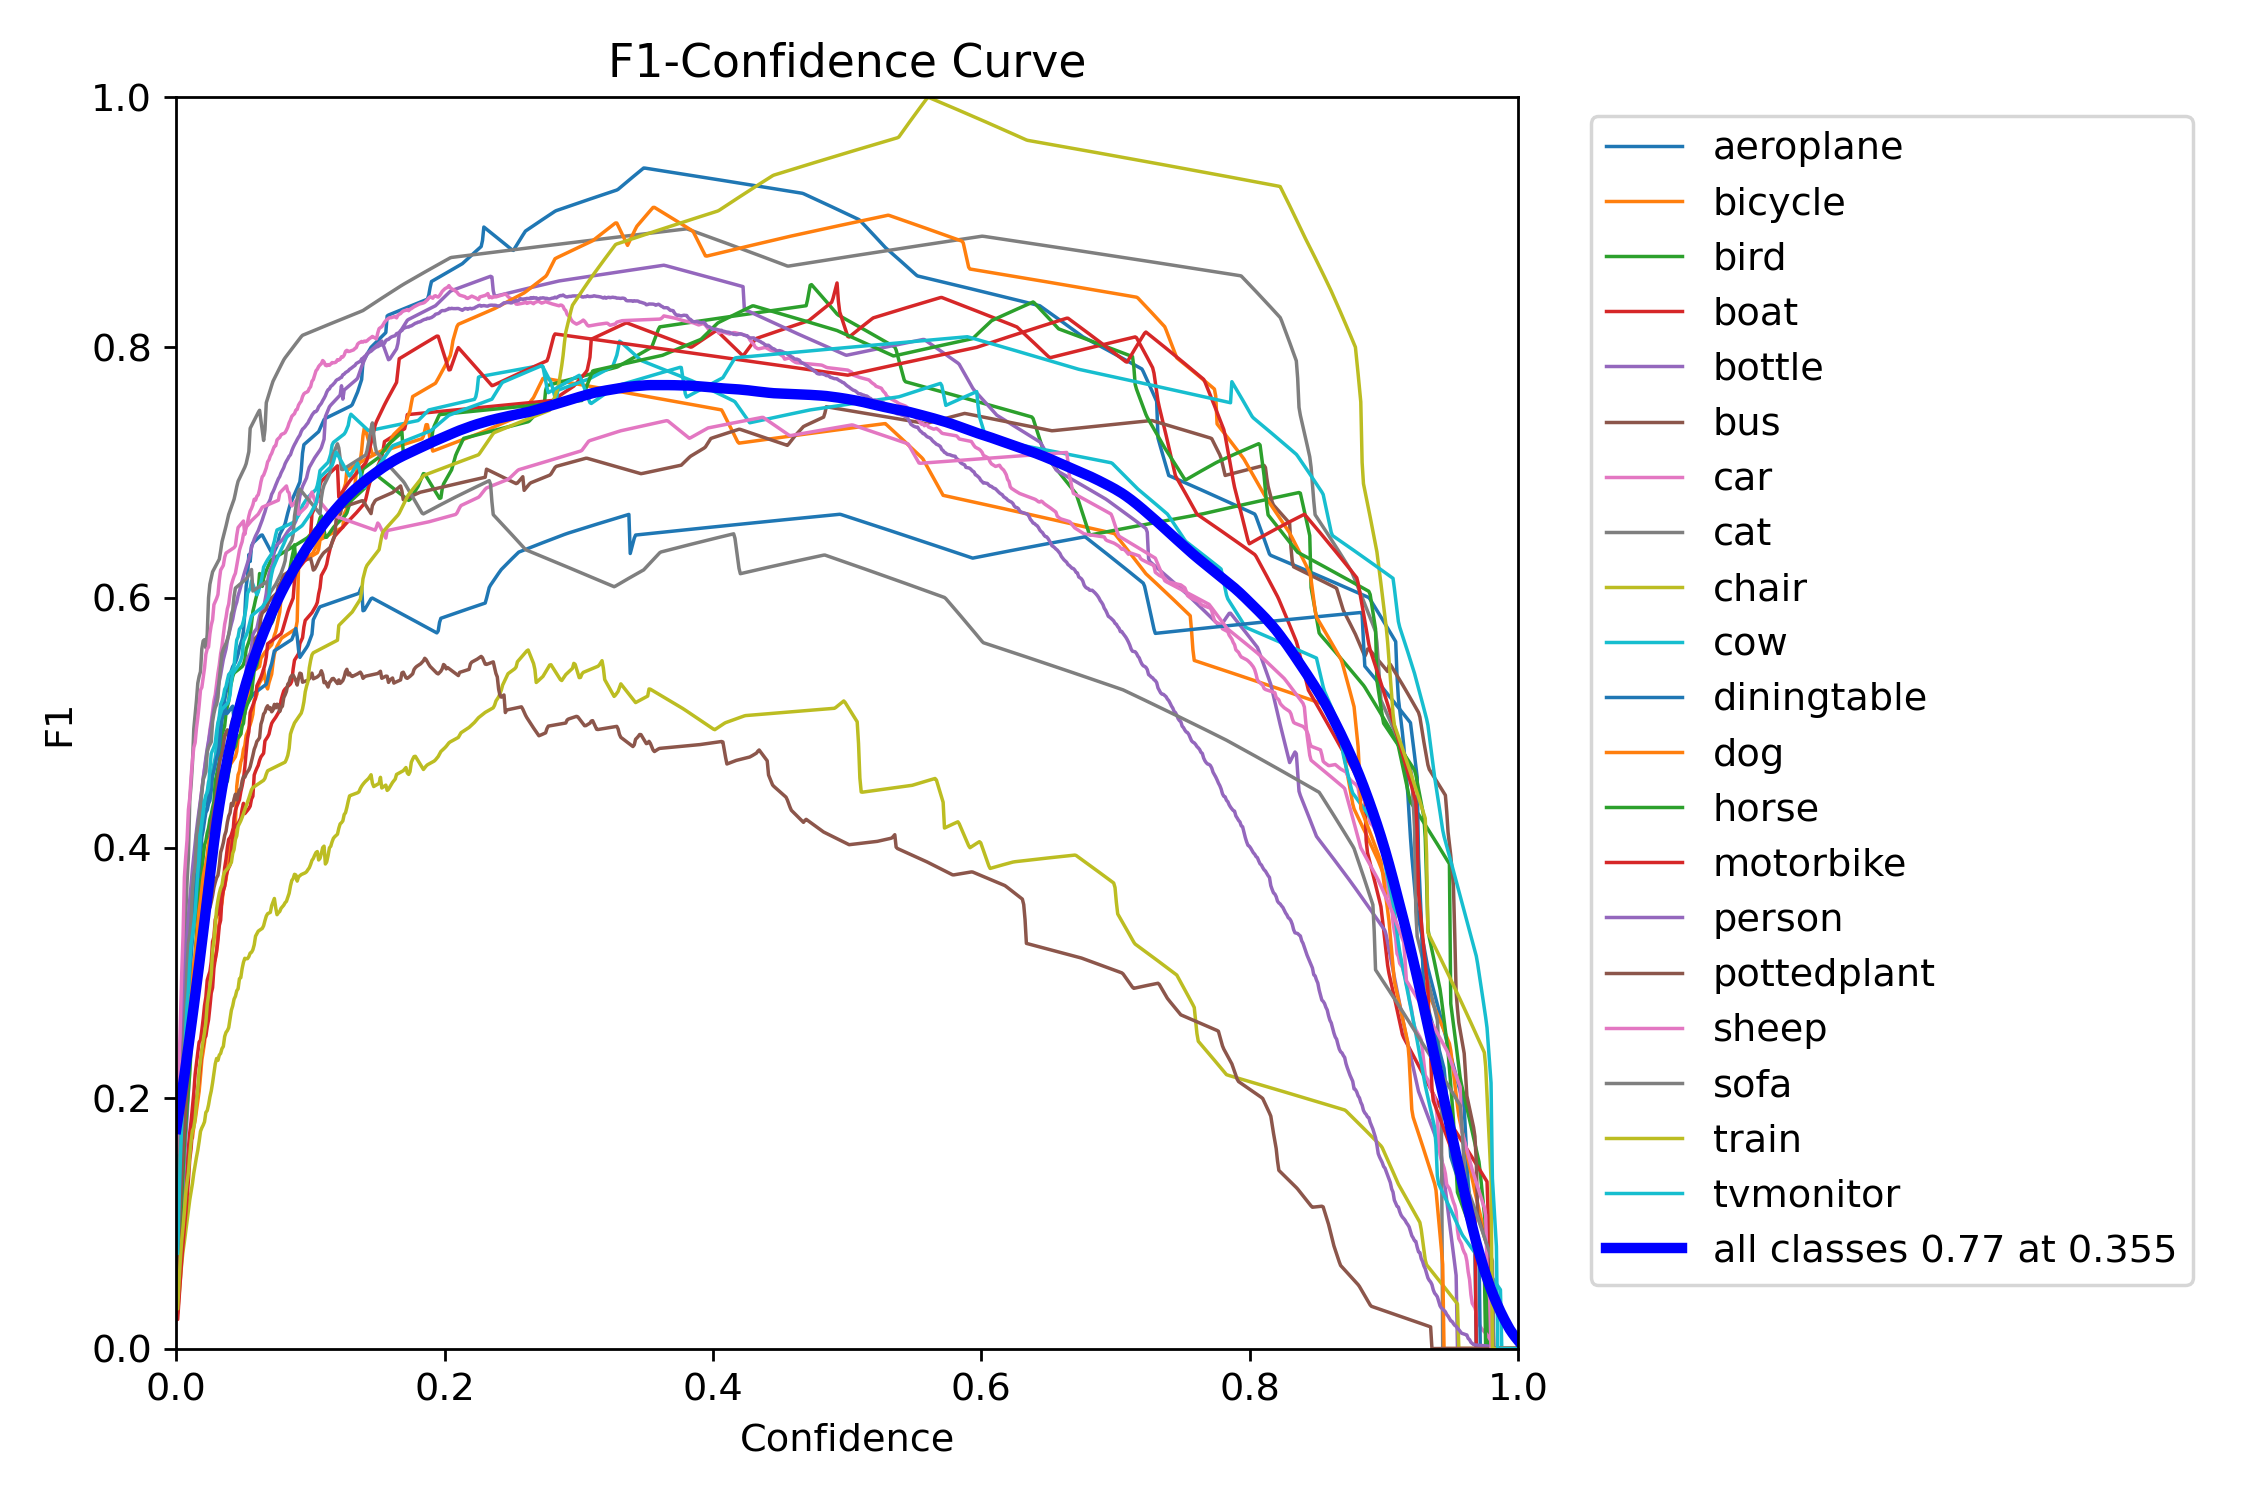 F1-Confidence Curve
1.0
0.8
0.6
0.4
0.2
0.0
F1
0.0 0.2 0.4 0.6 0.8 1.0
Confidence
aeroplane
bicycle
bird
boat
bottle
bus
car
cat
chair
cow
diningtable
dog
horse
motorbike
person
pottedplant
sheep
sofa
train
tvmonitor
all classes 0.77 at 0.355